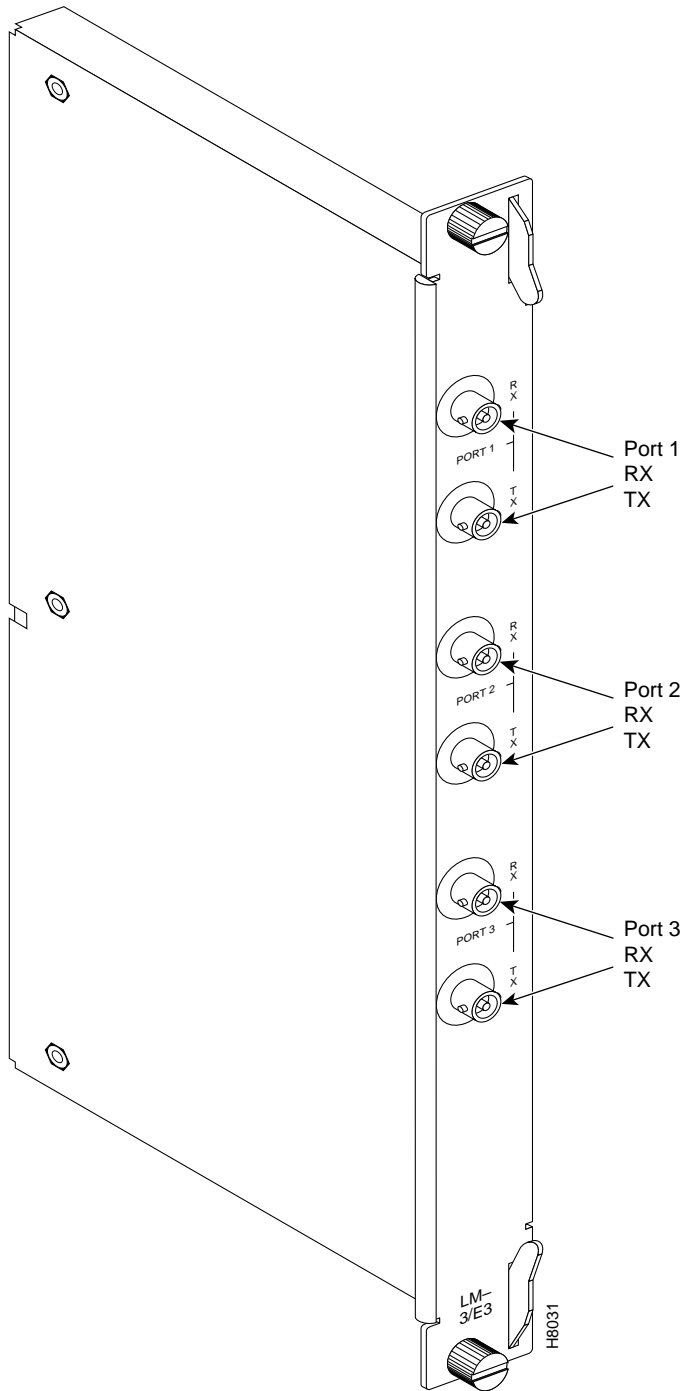 RX
PORT 1
TX
Port 1
RX
TX
RX
PORT 2
TX
Port 2
RX
TX
RX
PORT 3
TX
Port 3
RX
TX
LM–
3/E3
H8031